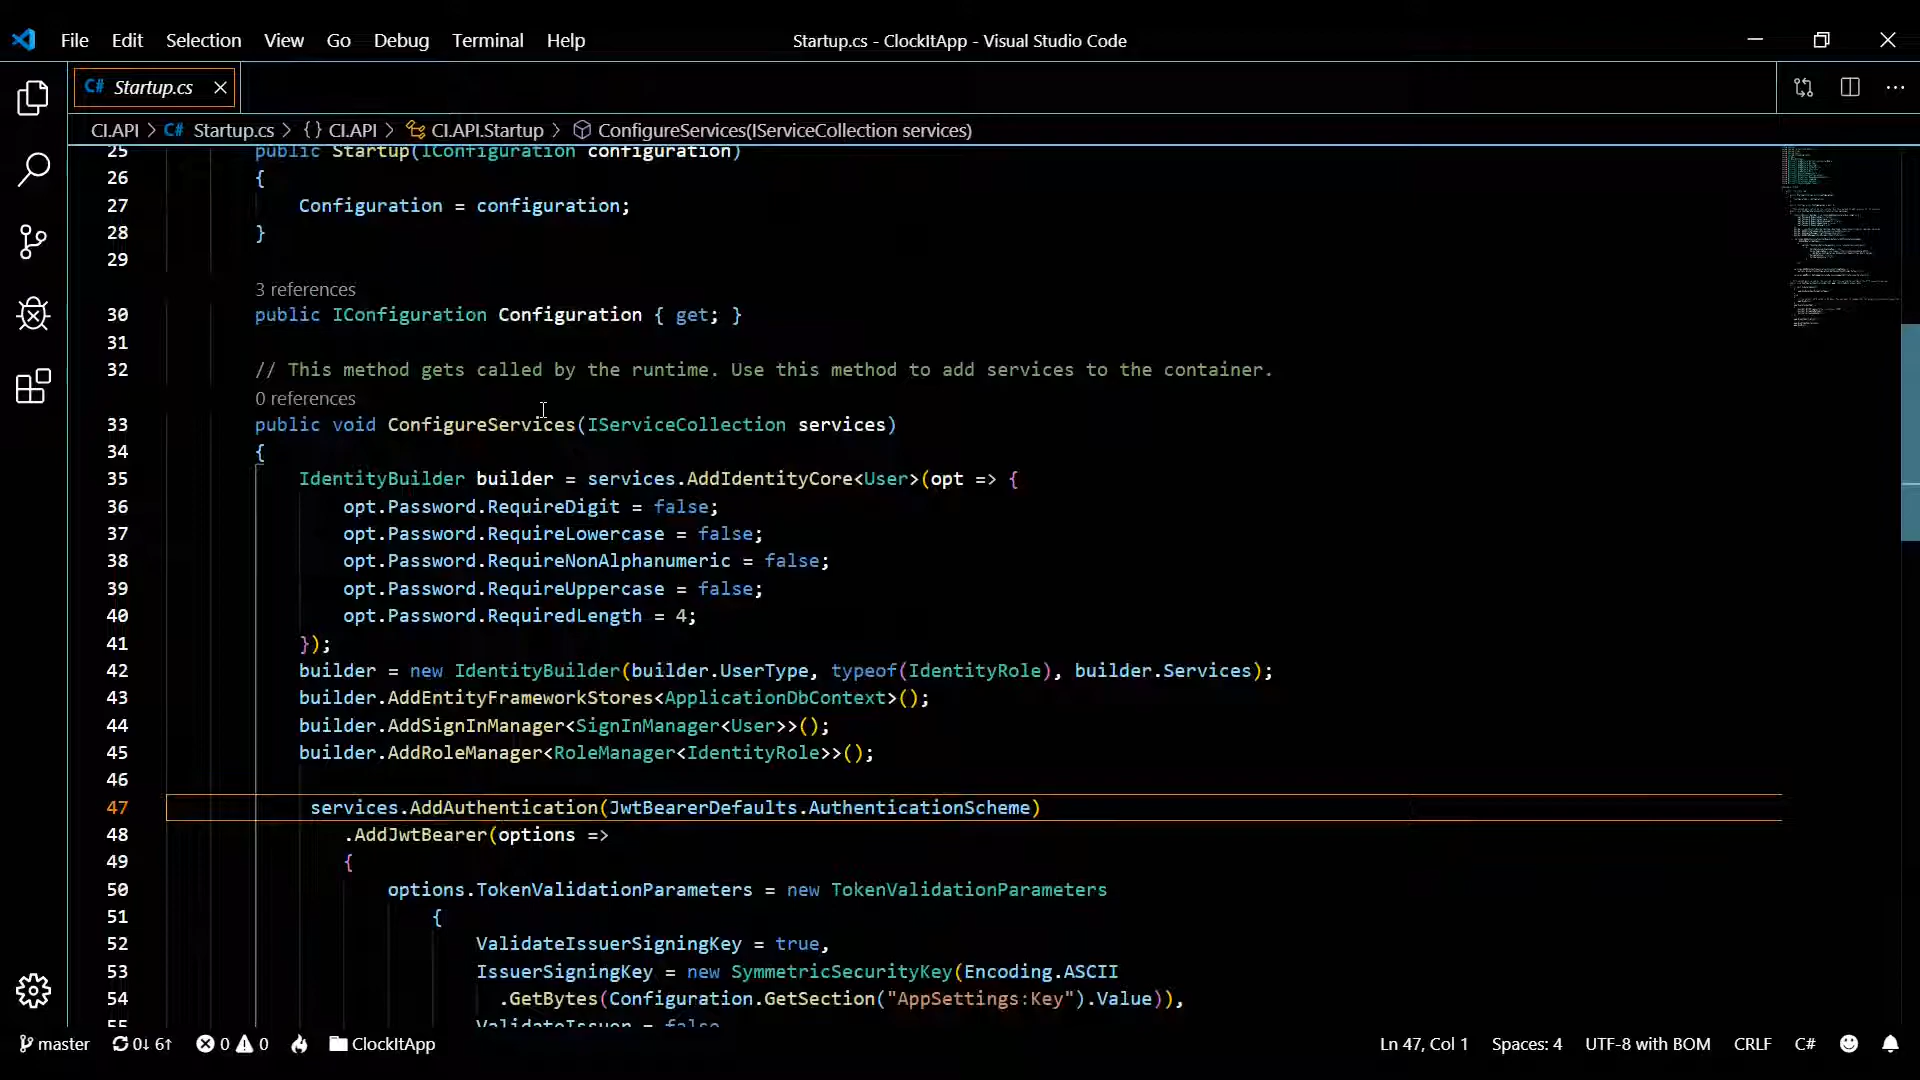 File Edit Selection View Go Debug Terminal Help Startup.cs - ClockItApp - Visual Studio Code
C# Startup.cs
CI.API > C# Startup.cs > {} CI.API > CI.API.Startup > ConfigureServices(IServiceCollection services)
25 public Startup(IConfiguration configuration)
26 {
27 Configuration = configuration;
28 }
29
3 references
30 public IConfiguration Configuration { get; }
31
32 // This method gets called by the runtime. Use this method to add services to the container.
0 references
33 public void ConfigureServices(IServiceCollection services)
34 {
35 IdentityBuilder builder = services.AddIdentityCore<User>(opt => {
36 opt.Password.RequireDigit = false;
37 opt.Password.RequireLowercase = false;
38 opt.Password.RequireNonAlphanumeric = false;
39 opt.Password.RequireUppercase = false;
40 opt.Password.RequiredLength = 4;
41 });
42 builder = new IdentityBuilder(builder.UserType, typeof(IdentityRole), builder.Services);
43 builder.AddEntityFrameworkStores<ApplicationDbContext>();
44 builder.AddSignInManager<SignInManager<User>>();
45 builder.AddRoleManager<RoleManager<IdentityRole>>();
46
47 services.AddAuthentication(JwtBearerDefaults.AuthenticationScheme)
48 .AddJwtBearer(options =>
49 {
50 options.TokenValidationParameters = new TokenValidationParameters
51 {
52 ValidateIssuerSigningKey = true,
53 IssuerSigningKey = new SymmetricSecurityKey(Encoding.ASCII
54 .GetBytes(Configuration.GetSection("AppSettings:Key").Value)),
55 ValidateIssuer = false
master 0↓ 6↑ 0 0 ClockItApp Ln 47, Col 1 Spaces: 4 UTF-8 with BOM CRLF C#